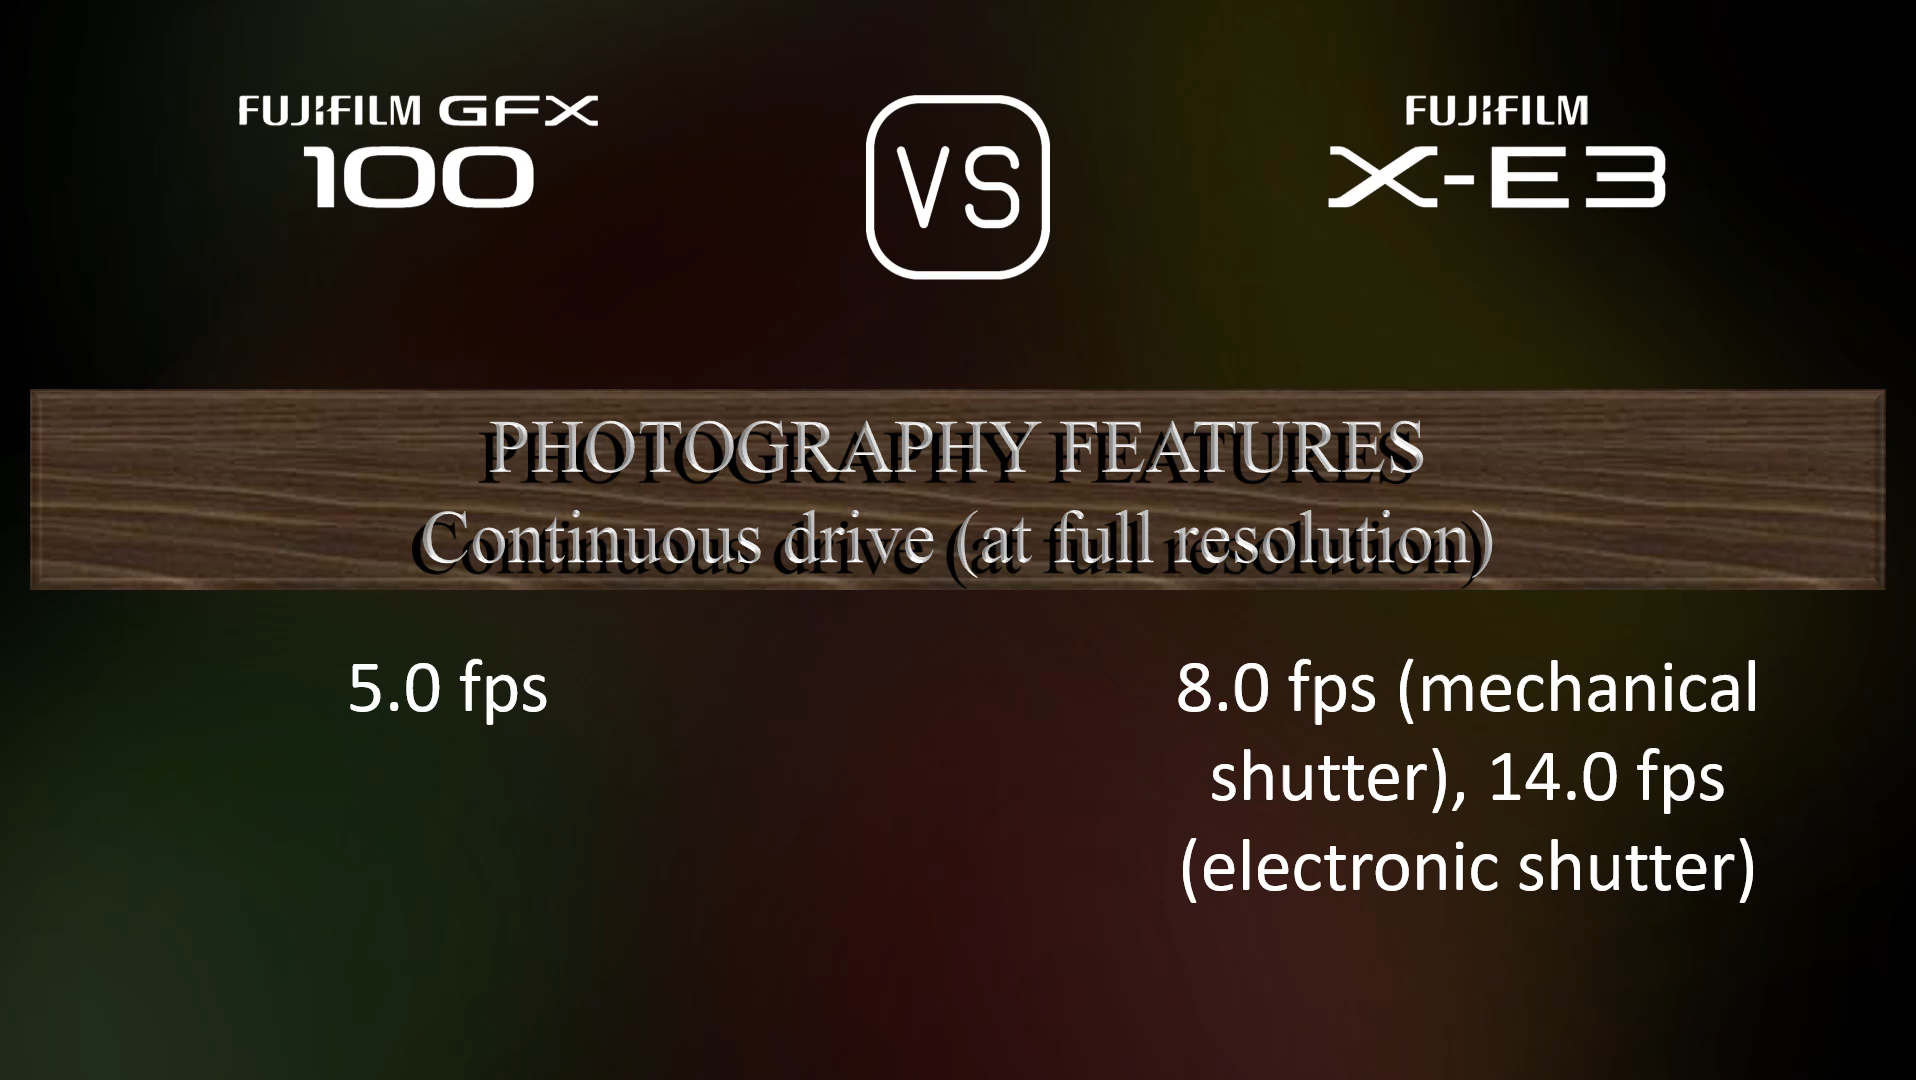 FUJIFILM GFX
100
VS
FUJIFILM
X-E3
PHOTOGRAPHY FEATURES
Continuous drive (at full resolution)
5.0 fps
8.0 fps (mechanical
shutter), 14.0 fps
(electronic shutter)